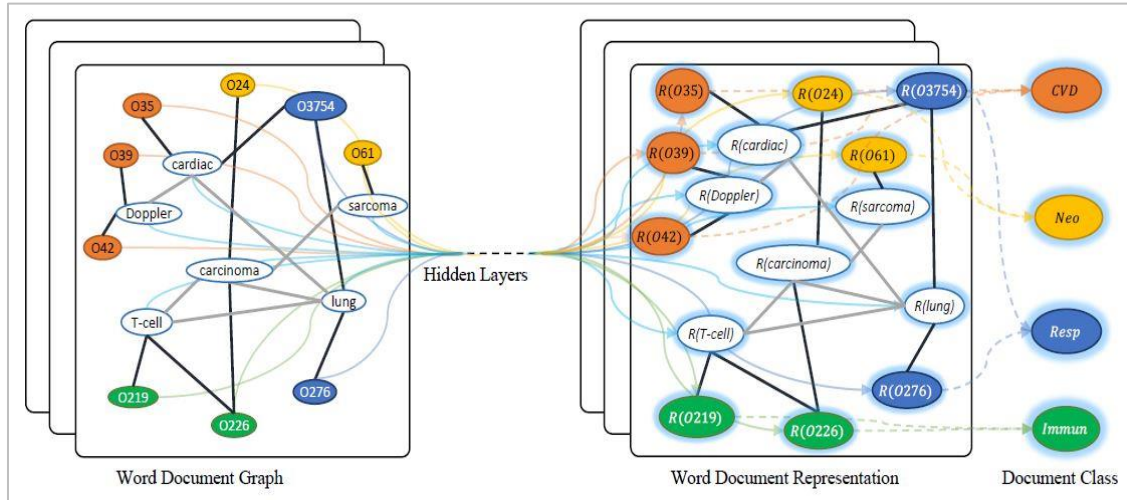 O24
O35
O3754
O39
cardiac
O61
Doppler
sarcoma
O42
carcinoma
lung
T-cell
O219
O276
O226
Word Document Graph
Hidden Layers
R(O35)
R(O24)
R(O3754)
R(cardiac)
R(O39)
R(O61)
R(Doppler)
R(sarcoma)
R(O42)
R(carcinoma)
R(lung)
R(T-cell)
R(O276)
R(O219)
R(O226)
Word Document Representation
CVD
Neo
Resp
Immun
Document Class